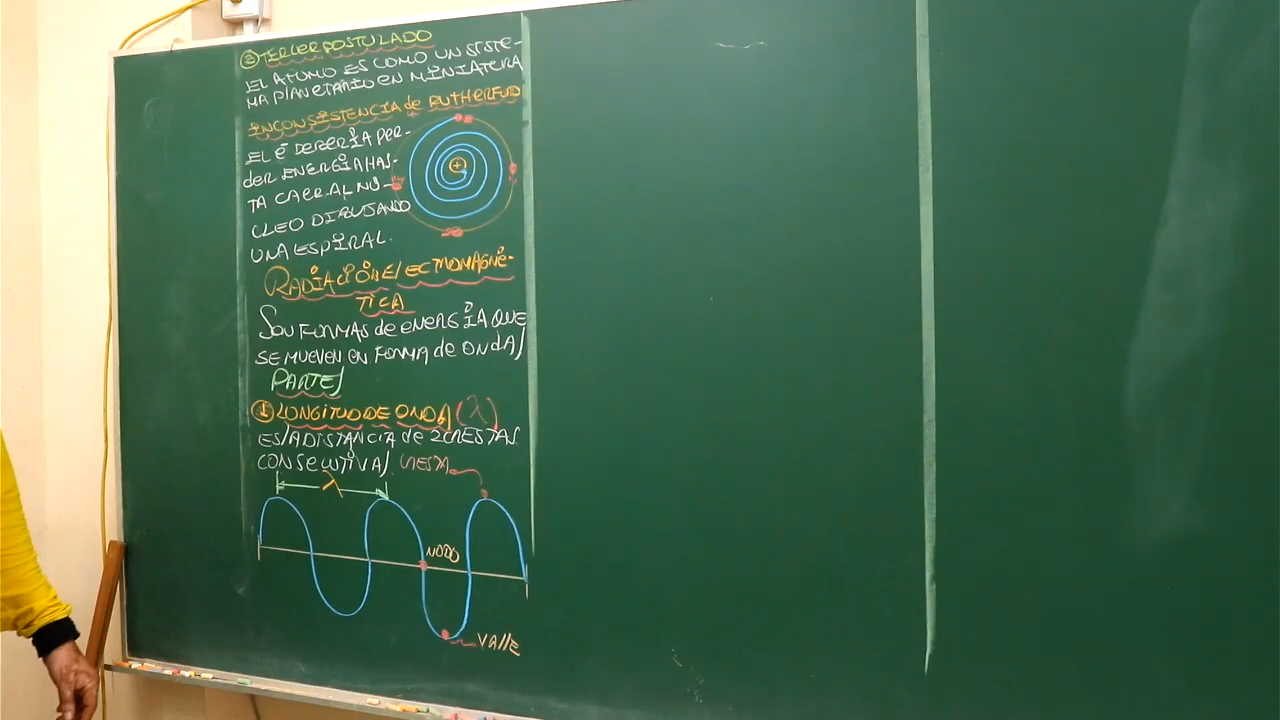 ③ TERCER POSTULADO
EL ATOMO ES COMO UN SISTE-
MA PLANETARIO EN MINIATURA
INCONSISTENCIA de RUTHERFORD
EL ē DEBERÍA PER-
DER ENERGÍA HAS-
TA CAER AL NÚ-
CLEO DIBUJANDO
UNA ESPIRAL.
+
RADIACIÓN ELECTROMAGNÉ-
TICA
SON FORMAS de ENERGÍA QUE
SE MUEVEN EN FORMA de ONDAS
PARTES
① LONGITUD DE ONDA (λ)
ES LA DISTANCIA de 2 CRESTAS
CONSECUTIVAS. CRESTA
λ
NODO
Valle